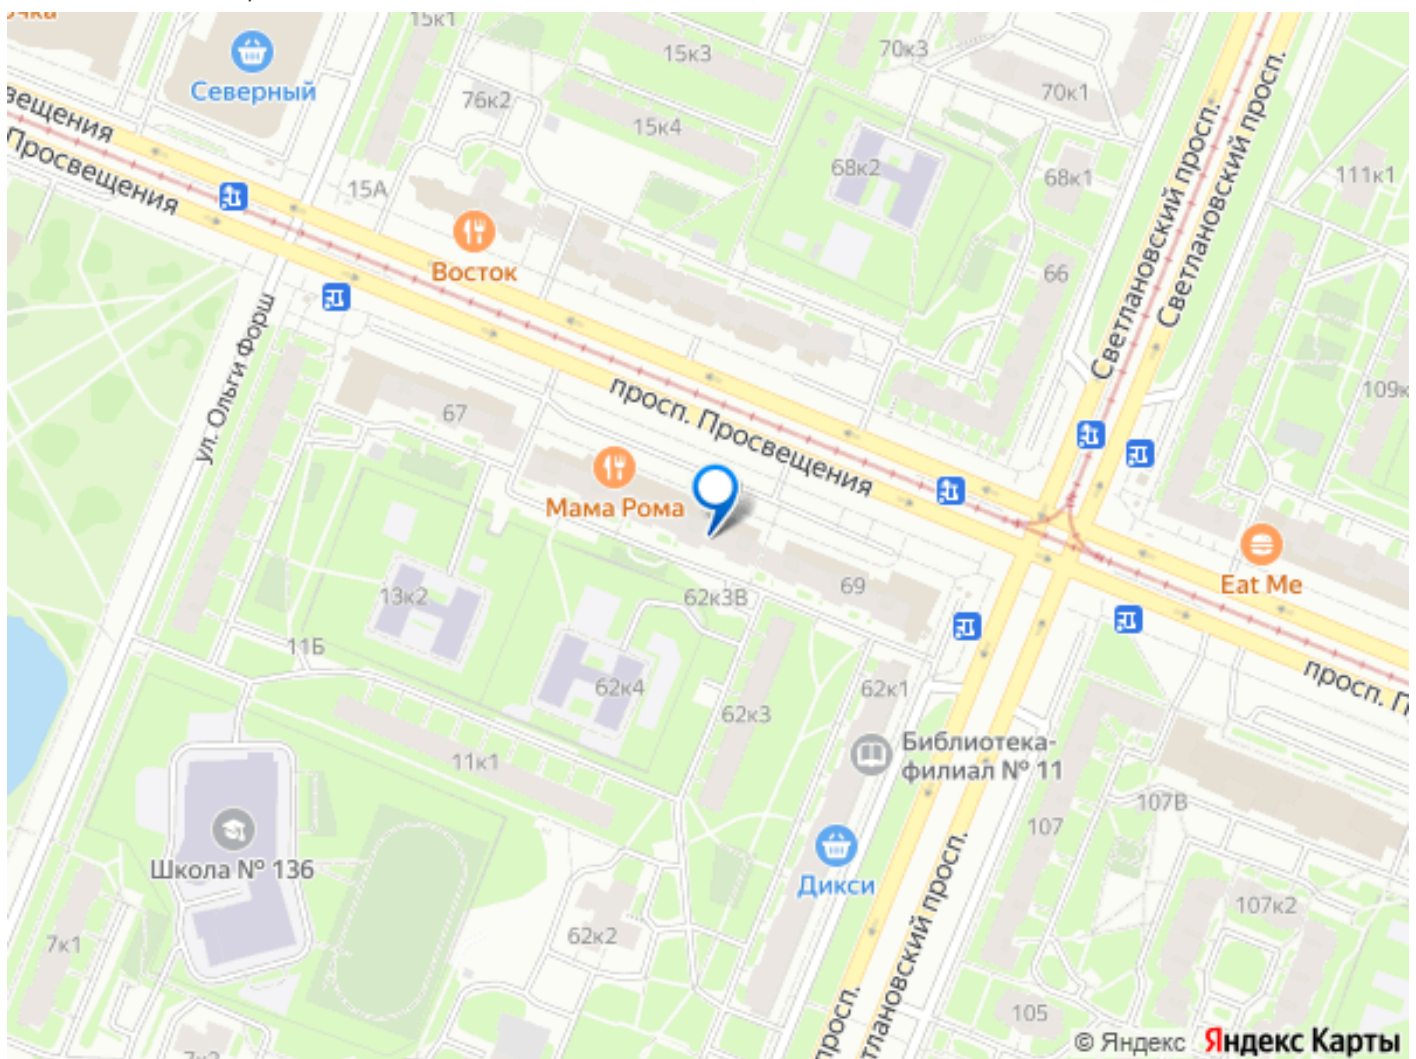 15к1
Северный
15к3
70к3
70к1
76к2
15к4
68к2
68к1
111к1
просп. Просвещения
Просвещения
15А
Восток
Светлановский просп.
Светлановский просп.
66
ул. Ольги Форш
67
109к
Мама Рома
Eat Me
13к2
62к3В
69
11Б
62к4
62к3
62к1
просп. П
11к1
Библиотека-
филиал № 11
107В
107
Школа № 136
Дикси
7к1
62к2
107к2
105
просп.
тлановский просп.
© Яндекс Яндекс Карты